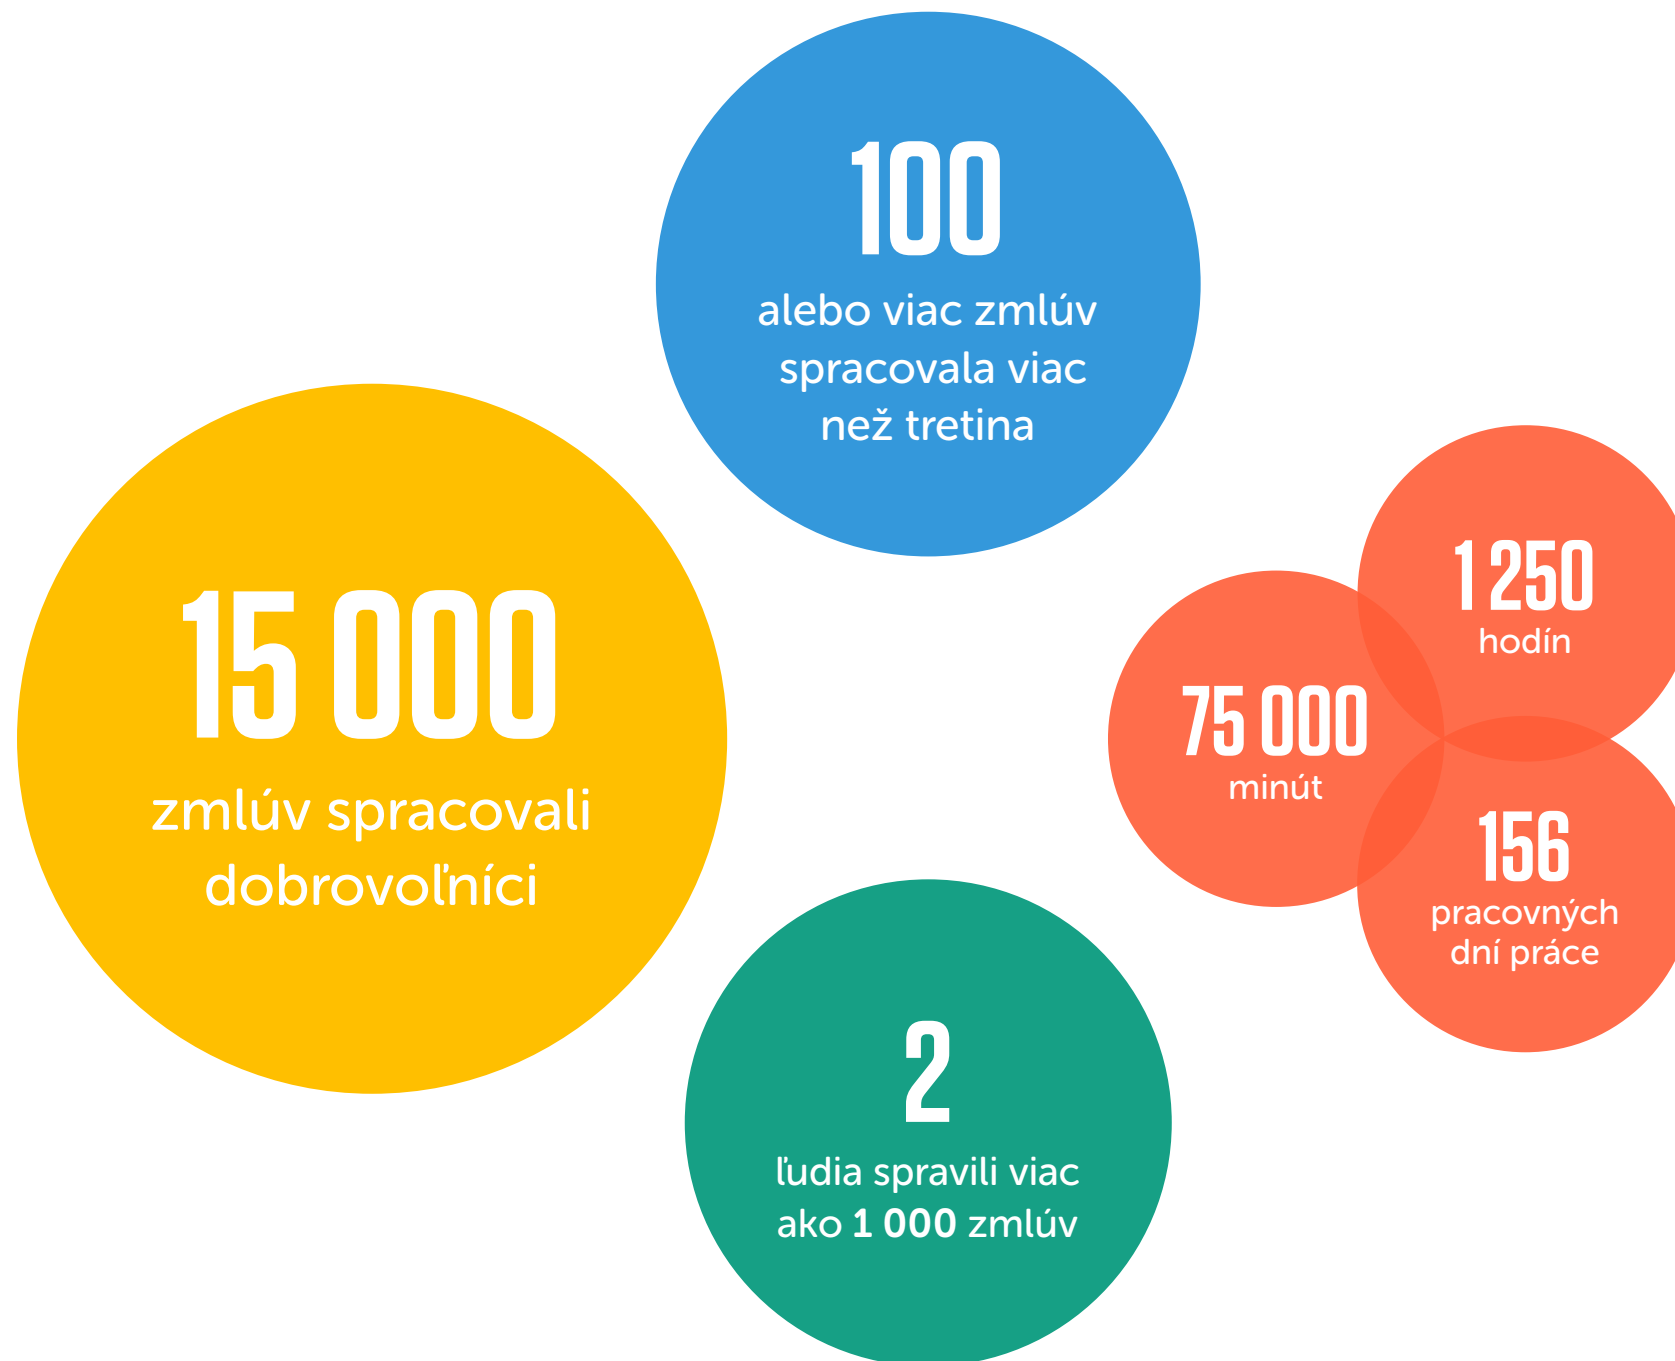 100
alebo viac zmlúv
spracovala viac
než tretina
15 000
zmlúv spracovali
dobrovoľníci
1 250
hodín
75 000
minút
156
pracovných
dní práce
2
ľudia spravili viac
ako 1 000 zmlúv